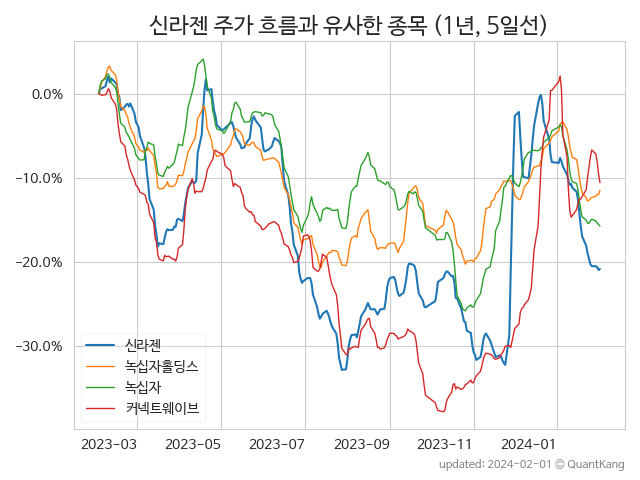 신라젠 주가 흐름과 유사한 종목 (1년, 5일선)
0.0%
−10.0%
−20.0%
−30.0%
신라젠
녹십자홀딩스
녹십자
커넥트웨이브
2023−03 2023−05 2023−07 2023−09 2023−11 2024−01
updated: 2024-02-01 © QuantKang